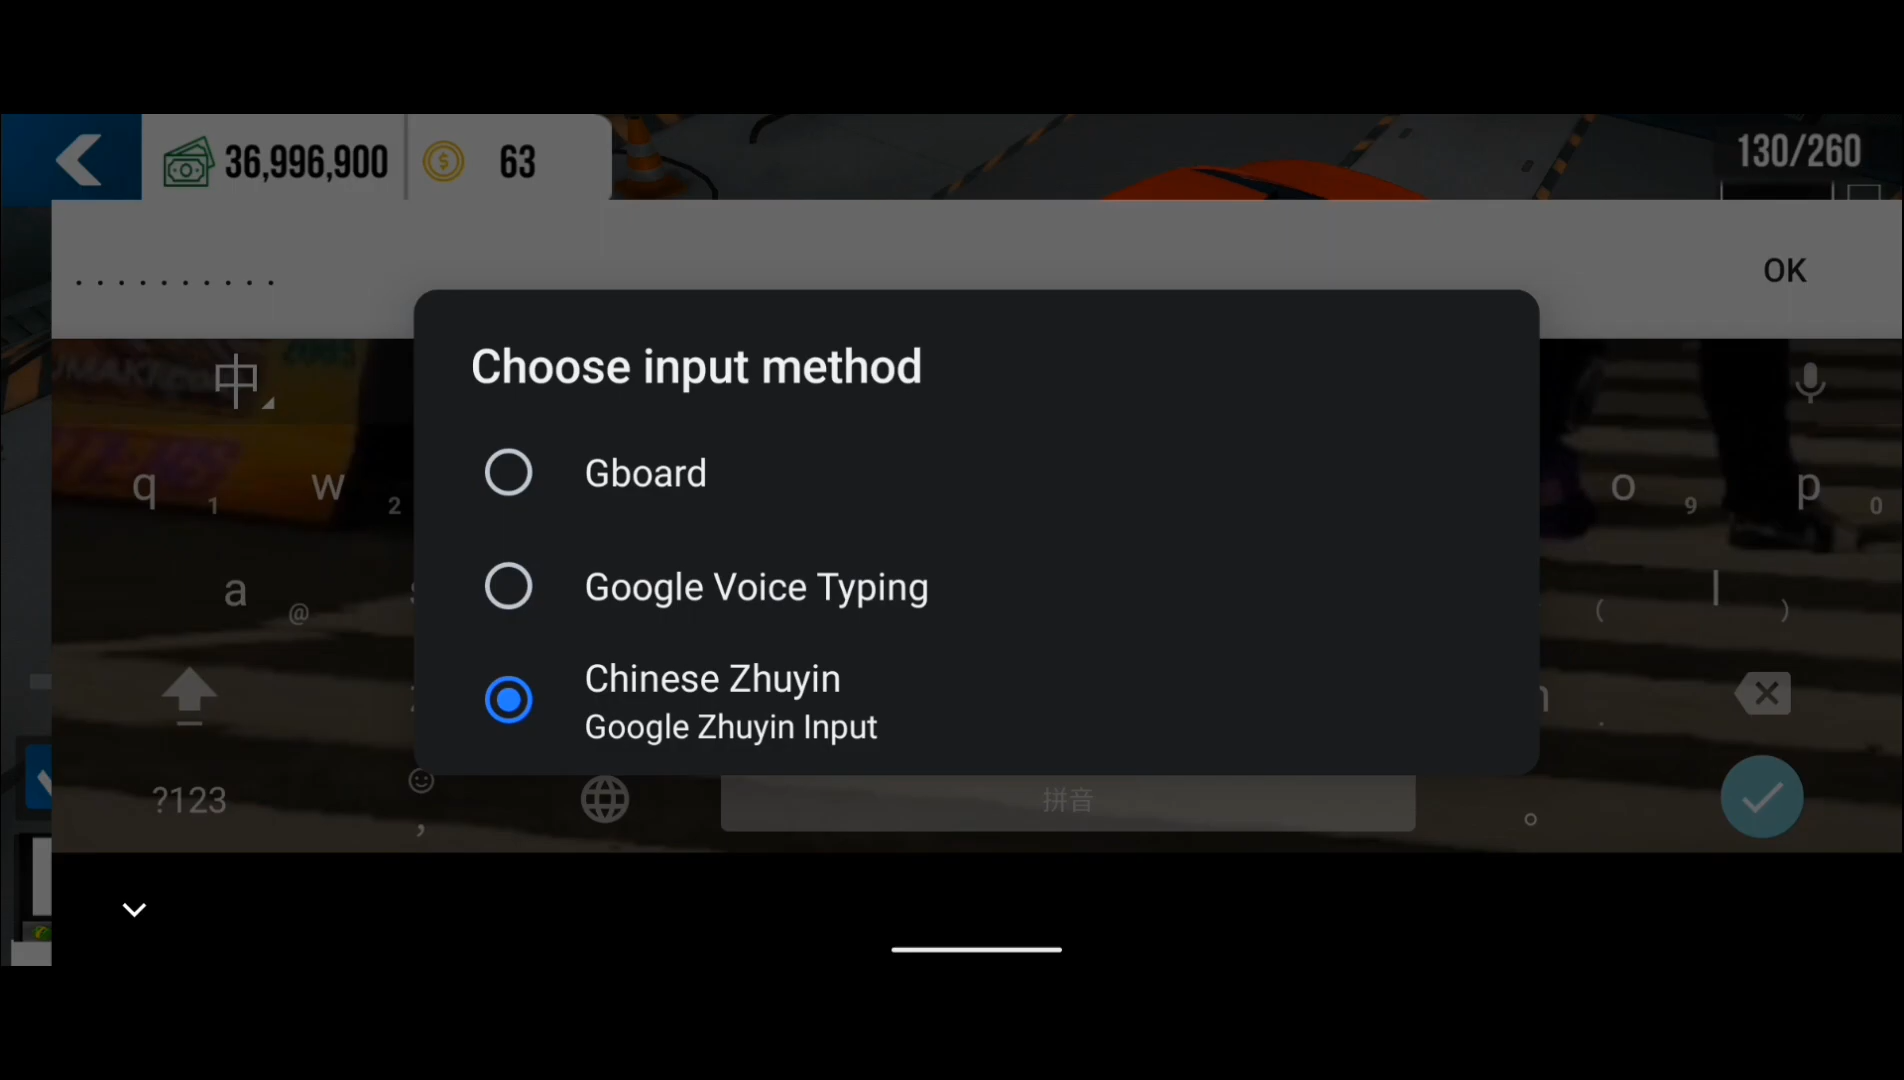 36,996,900
63
130/260
..........
OK
Choose input method
Gboard
Google Voice Typing
Chinese Zhuyin
Google Zhuyin Input
中
q 1
w 2
o 9
p 0
a @
(
l )
?123
,
拼音
。